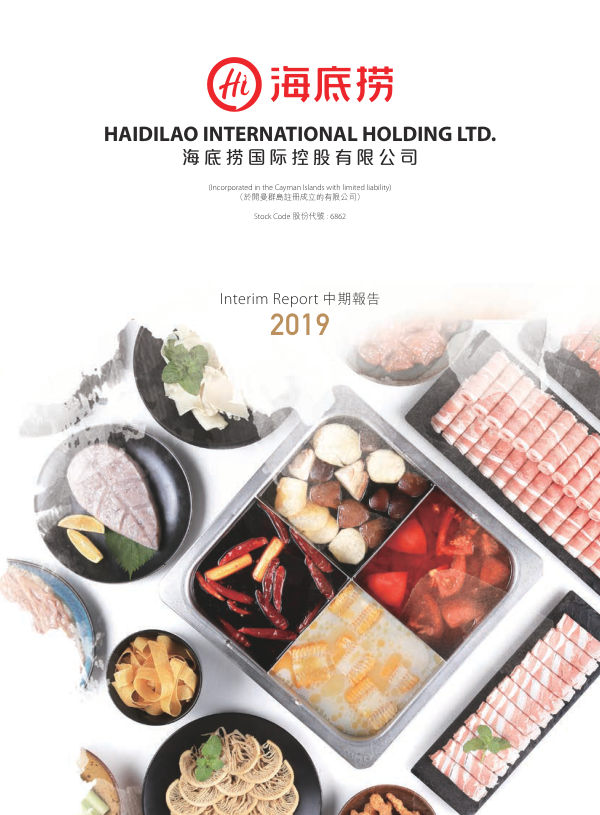 Hi 海底捞
HAIDILAO INTERNATIONAL HOLDING LTD.
海底捞国际控股有限公司
(Incorporated in the Cayman Islands with limited liability)
(於開曼群島註冊成立的有限公司)
Stock Code 股份代號 : 6862
Interim Report 中期報告
2019